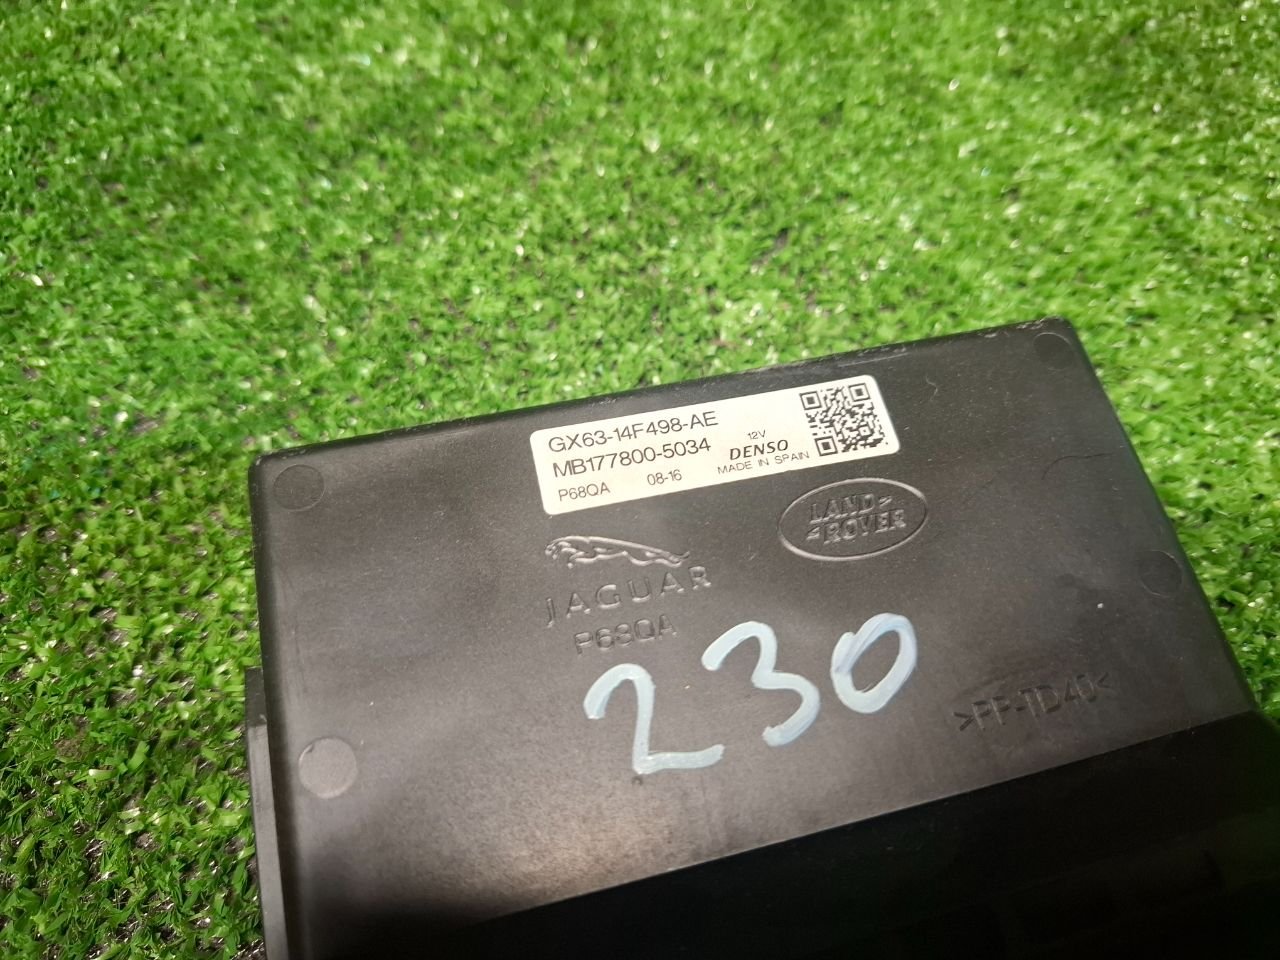 GX63-14F498-AE
MB177800-5034
12V
DENSO
P68QA 08-16 MADE IN SPAIN
LAND
ROVER
JAGUAR
P68QA
230
>PP-TD40<